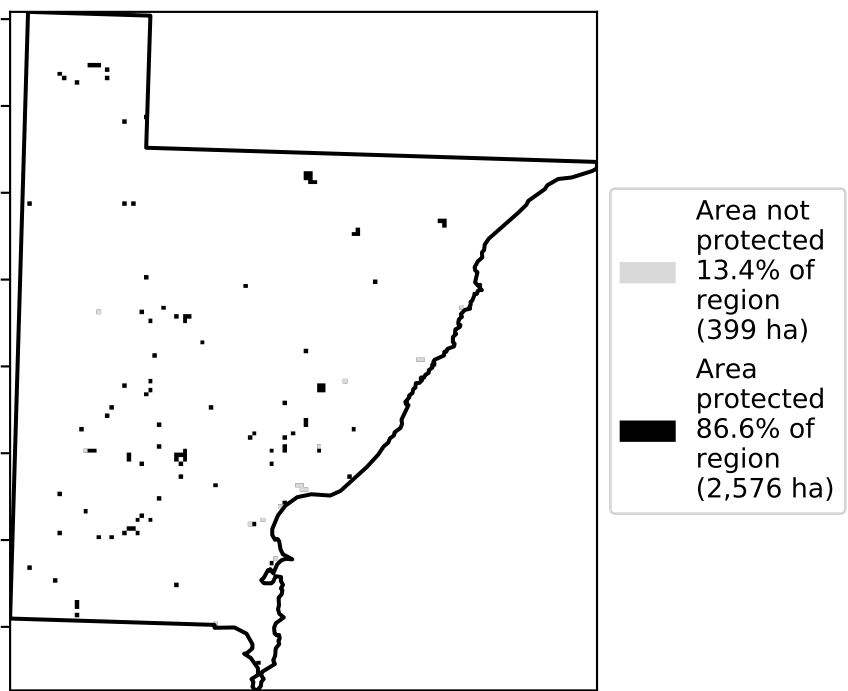 Area not
protected
13.4% of
region
(399 ha)
Area
protected
86.6% of
region
(2,576 ha)